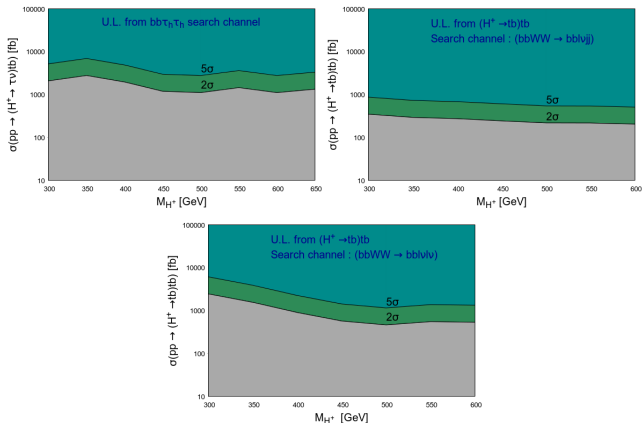 U.L. from bbτhτh search channel
5σ
2σ
σ(pp → (H⁺→ τν)tb) [fb]
100000
10000
1000
100
10
300 350 400 450 500 550 600 650
M_H⁺ [GeV]
U.L. from (H⁺ →tb)tb
Search channel : (bbWW → bblνjj)
5σ
2σ
σ(pp → (H⁺ →tb)tb) [fb]
100000
10000
1000
100
10
300 350 400 450 500 550 600
M_H⁺ [GeV]
U.L. from (H⁺ →tb)tb
Search channel : (bbWW → bblνlν)
5σ
2σ
σ(pp → (H⁺ →tb)tb) [fb]
100000
10000
1000
100
10
300 350 400 450 500 550 600
M_H⁺ [GeV]